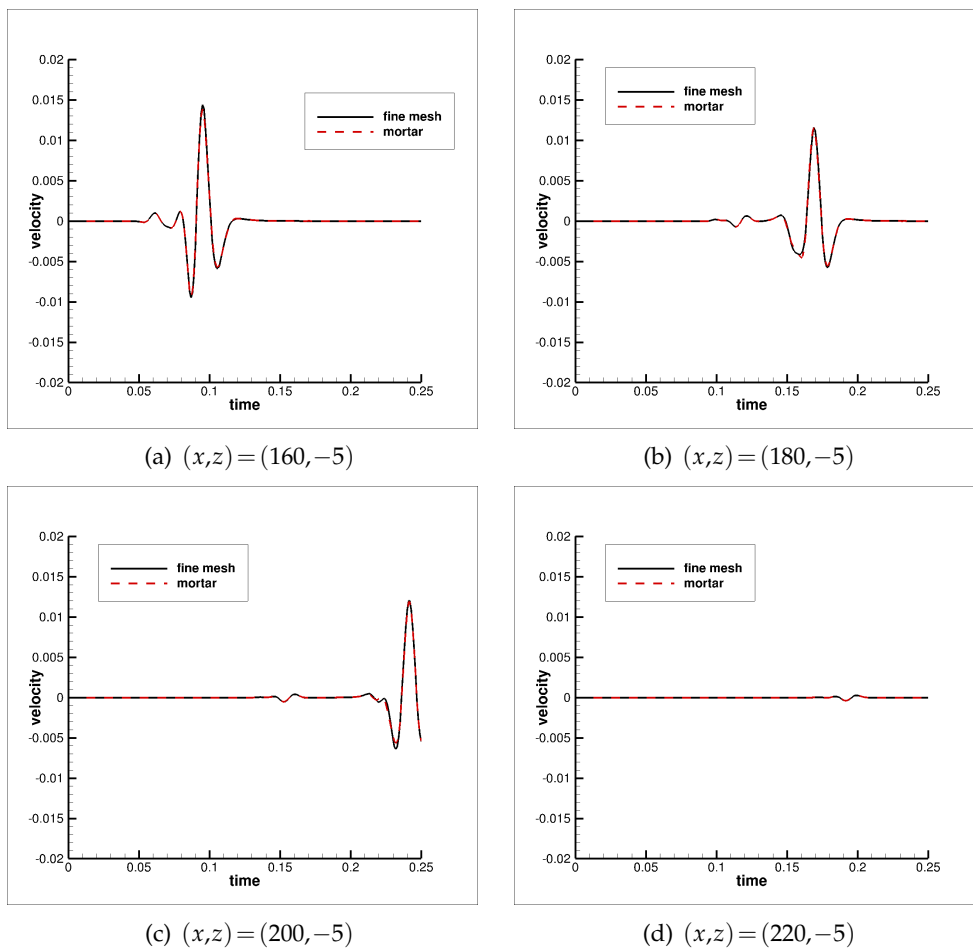 0.02
0.015
0.01
0.005
0
-0.005
-0.01
-0.015
-0.02
velocity
0 0.05 0.1 0.15 0.2 0.25
time
fine mesh
mortar
(a) (x,z)=(160,−5)
0.02
0.015
0.01
0.005
0
-0.005
-0.01
-0.015
-0.02
velocity
0 0.05 0.1 0.15 0.2 0.25
time
fine mesh
mortar
(b) (x,z)=(180,−5)
0.02
0.015
0.01
0.005
0
-0.005
-0.01
-0.015
-0.02
velocity
0 0.05 0.1 0.15 0.2 0.25
time
fine mesh
mortar
(c) (x,z)=(200,−5)
0.02
0.015
0.01
0.005
0
-0.005
-0.01
-0.015
-0.02
velocity
0 0.05 0.1 0.15 0.2 0.25
time
fine mesh
mortar
(d) (x,z)=(220,−5)